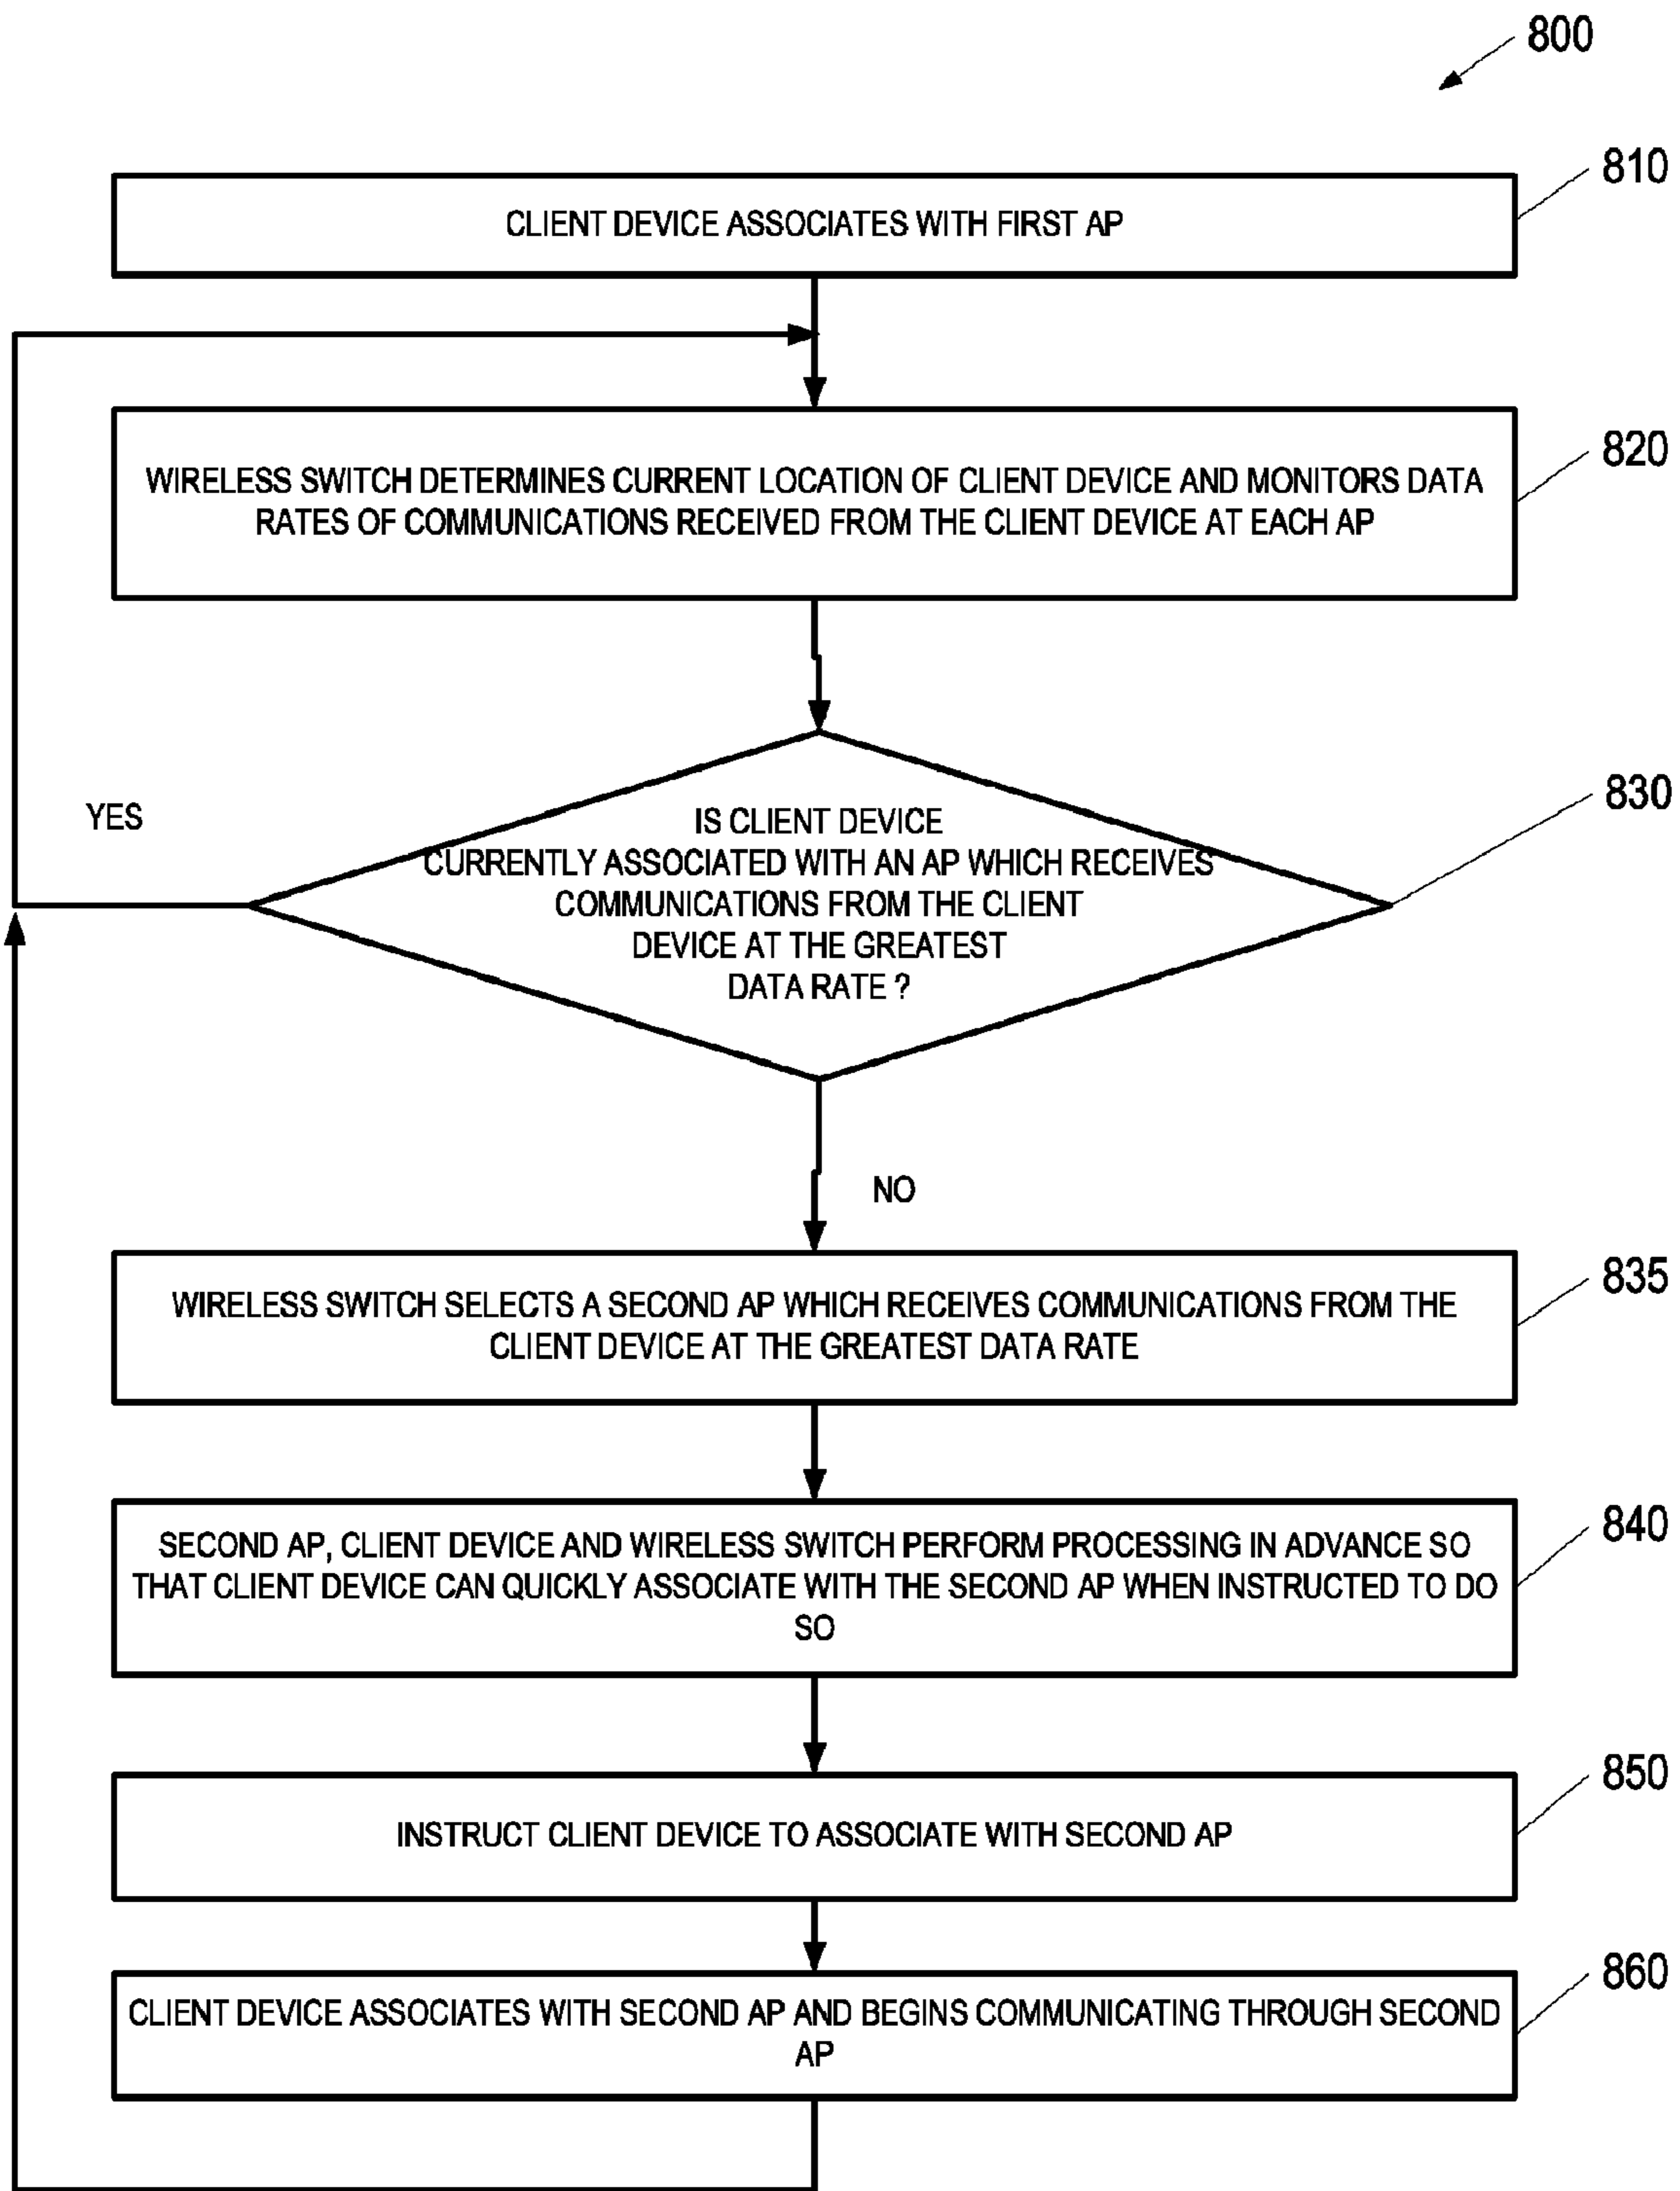 800
810
CLIENT DEVICE ASSOCIATES WITH FIRST AP
820
WIRELESS SWITCH DETERMINES CURRENT LOCATION OF CLIENT DEVICE AND MONITORS DATA
RATES OF COMMUNICATIONS RECEIVED FROM THE CLIENT DEVICE AT EACH AP
830
YES
IS CLIENT DEVICE
CURRENTLY ASSOCIATED WITH AN AP WHICH RECEIVES
COMMUNICATIONS FROM THE CLIENT
DEVICE AT THE GREATEST
DATA RATE ?
NO
835
WIRELESS SWITCH SELECTS A SECOND AP WHICH RECEIVES COMMUNICATIONS FROM THE
CLIENT DEVICE AT THE GREATEST DATA RATE
840
SECOND AP, CLIENT DEVICE AND WIRELESS SWITCH PERFORM PROCESSING IN ADVANCE SO
THAT CLIENT DEVICE CAN QUICKLY ASSOCIATE WITH THE SECOND AP WHEN INSTRUCTED TO DO
SO
850
INSTRUCT CLIENT DEVICE TO ASSOCIATE WITH SECOND AP
860
CLIENT DEVICE ASSOCIATES WITH SECOND AP AND BEGINS COMMUNICATING THROUGH SECOND
AP